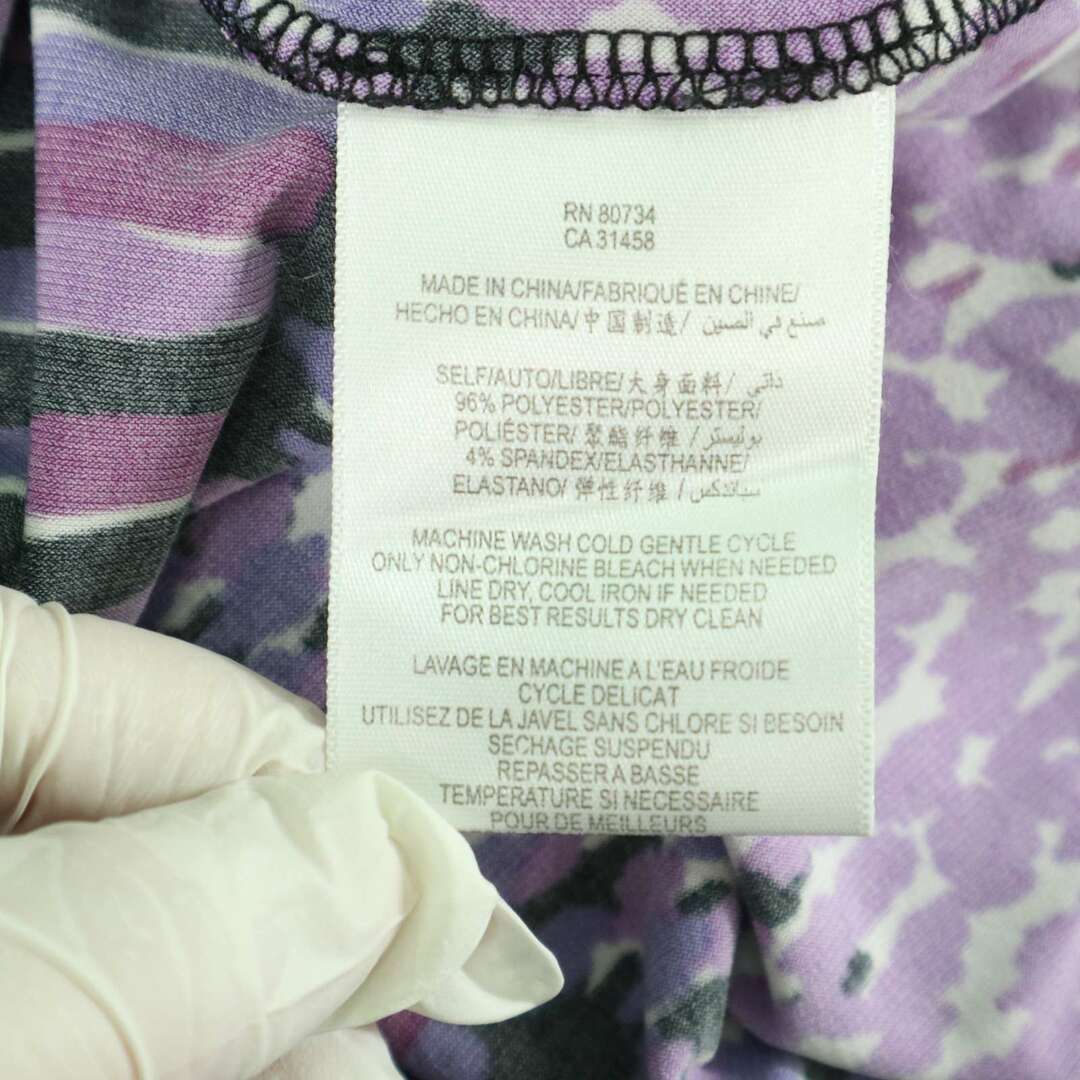 RN 80734
CA 31458
MADE IN CHINA/FABRIQUÉ EN CHINE/
HECHO EN CHINA/中国制造/ صنع في الصين
SELF/AUTO/LIBRE/大身面料/ ذاتي
96% POLYESTER/POLYESTER/
POLIÉSTER/ 聚酯纤维 / بوليستر
4% SPANDEX/ELASTHANNE/
ELASTANO/ 弹性纤维 / سباندكس
MACHINE WASH COLD GENTLE CYCLE
ONLY NON-CHLORINE BLEACH WHEN NEEDED
LINE DRY, COOL IRON IF NEEDED
FOR BEST RESULTS DRY CLEAN
LAVAGE EN MACHINE A L'EAU FROIDE
CYCLE DELICAT
UTILISEZ DE LA JAVEL SANS CHLORE SI BESOIN
SECHAGE SUSPENDU
REPASSER A BASSE
TEMPERATURE SI NECESSAIRE
POUR DE MEILLEURS